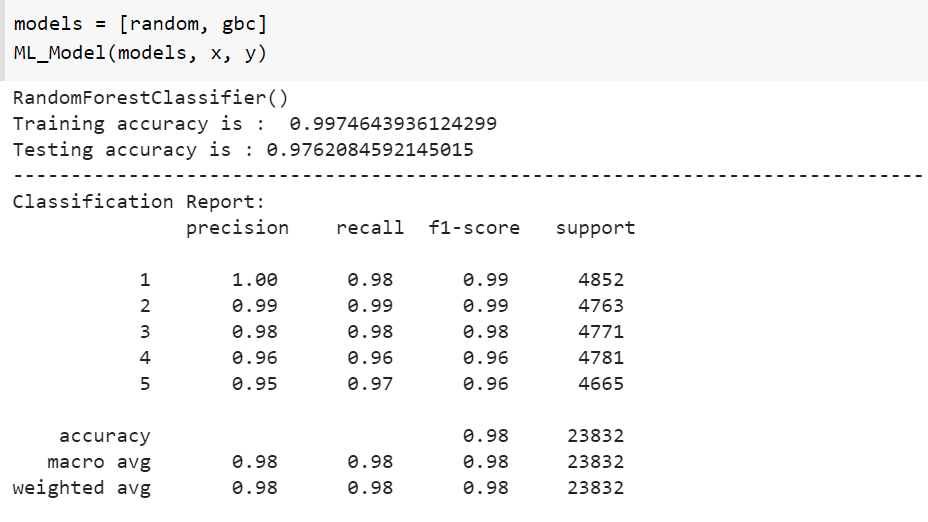 models = [random, gbc]
ML_Model(models, x, y)
RandomForestClassifier()
Training accuracy is :  0.9974643936124299
Testing accuracy is : 0.9762084592145015
-------------------------------------------------------------------------------
Classification Report:
              precision    recall  f1-score   support

           1       1.00      0.98      0.99      4852
           2       0.99      0.99      0.99      4763
           3       0.98      0.98      0.98      4771
           4       0.96      0.96      0.96      4781
           5       0.95      0.97      0.96      4665

    accuracy                           0.98     23832
   macro avg       0.98      0.98      0.98     23832
weighted avg       0.98      0.98      0.98     23832